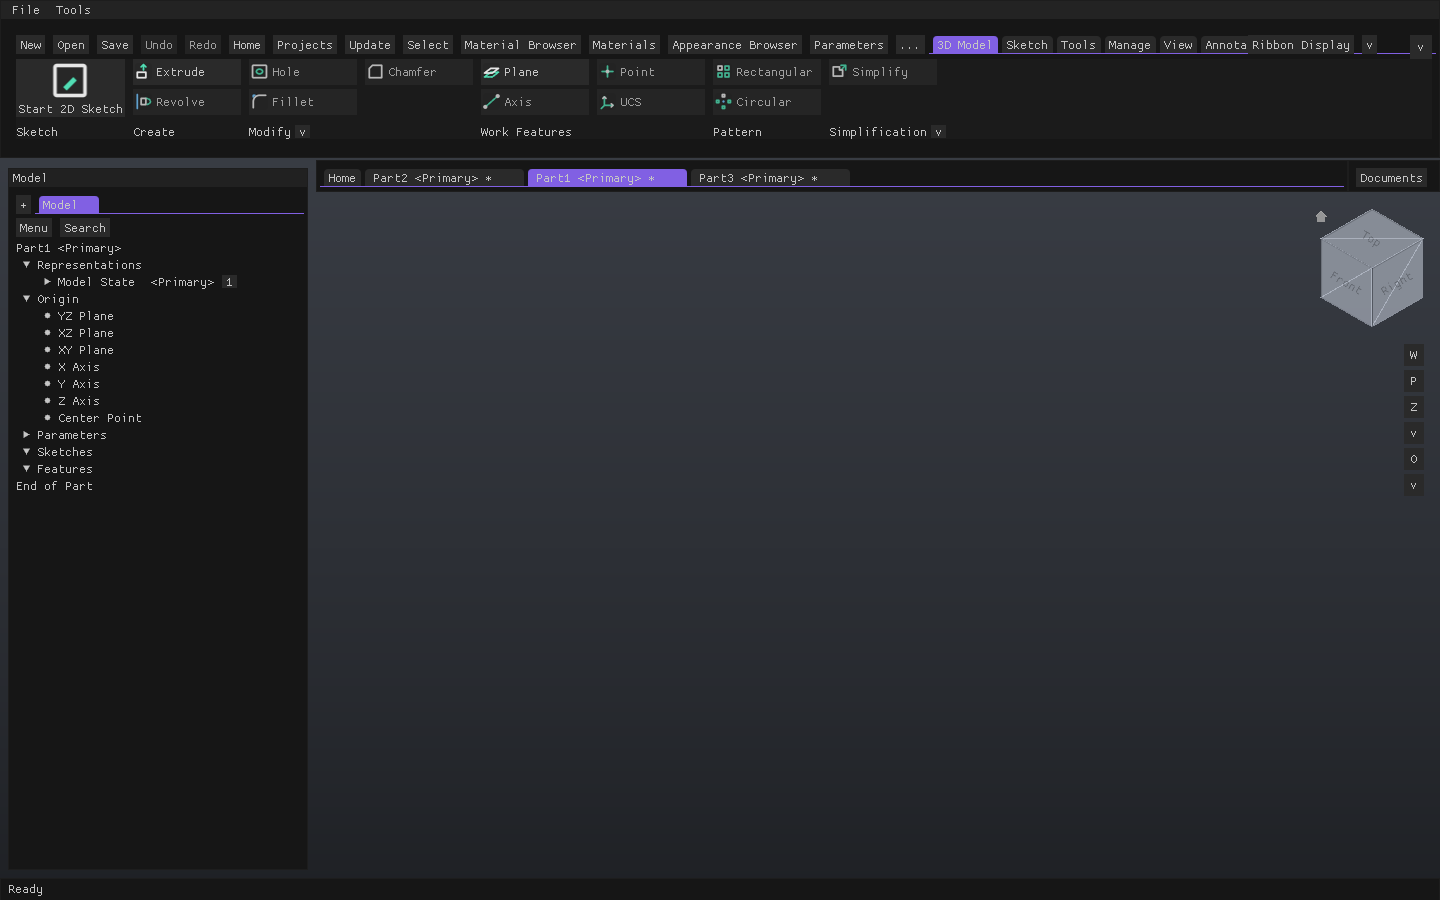 File Tools
New Open Save Undo Redo Home Projects Update Select Material Browser Materials Appearance Browser Parameters ... 3D Model Sketch Tools Manage View Annota Ribbon Display v v
Extrude Hole Chamfer Plane Point Rectangular Simplify
Start 2D Sketch Revolve Fillet Axis UCS Circular
Sketch Create Modify v Work Features Pattern Simplification v
Model
Home Part2 <Primary> * Part1 <Primary> * Part3 <Primary> * Documents
+ Model
Menu Search
Part1 <Primary>
Representations
Model State <Primary> 1
Origin
YZ Plane
XZ Plane
XY Plane
X Axis
Y Axis
Z Axis
Center Point
Parameters
Sketches
Features
End of Part
Top
Front Right
W
P
Z
v
O
v
Ready